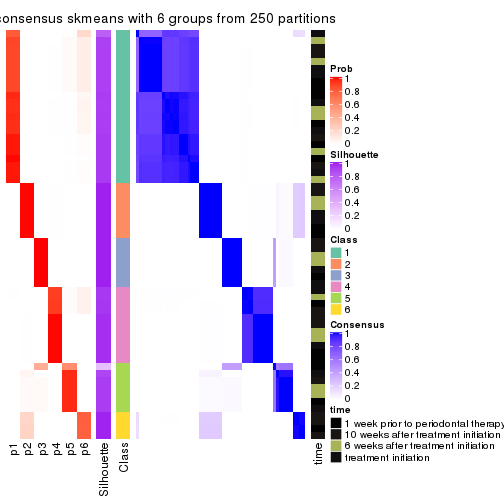 consensus skmeans with 6 groups from 250 partitions
Prob
1
0.8
0.6
0.4
0.2
0
Silhouette
1
0.8
0.6
0.4
0.2
0
Class
1
2
3
4
5
6
Consensus
1
0.8
0.6
0.4
0.2
0
time
1 week prior to periodontal therapy
10 weeks after treatment initiation
6 weeks after treatment initiation
treatment initiation
p1
p2
p3
p4
p5
p6
Silhouette
Class
time